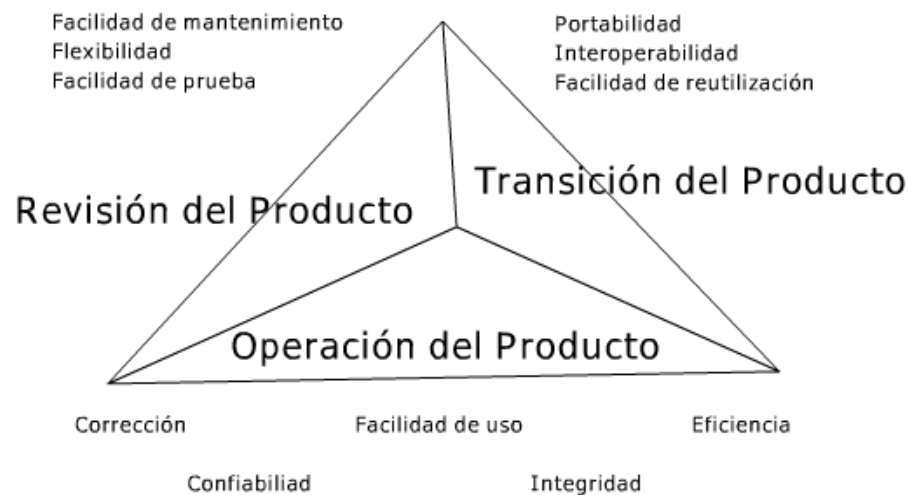 Facilidad de mantenimiento
Flexibilidad
Facilidad de prueba
Portabilidad
Interoperabilidad
Facilidad de reutilización
Revisión del Producto
Transición del Producto
Operación del Producto
Corrección
Facilidad de uso
Eficiencia
Confiabiliad
Integridad